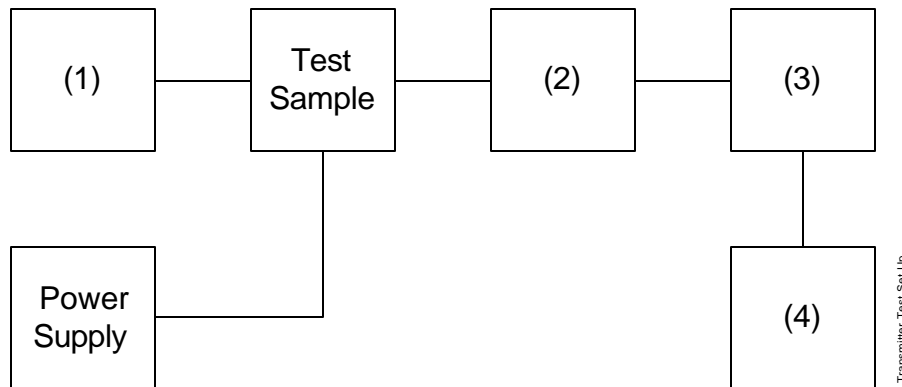 (1)
Test
Sample
(2)
(3)
Power
Supply
(4)
Transmitter Test Set Up